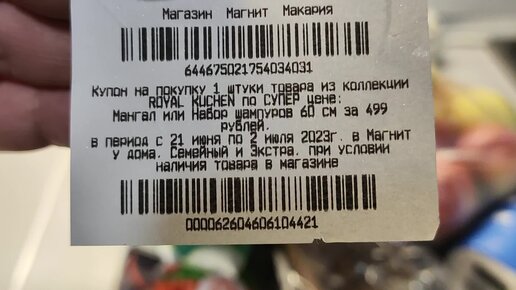 Магазин Магнит Макария
644675021754034031
Купон на покупку 1 штуки товара из коллекции
ROYAL KUCHEN по СУПЕР цене:
Мангал или Набор шампуров 60 см за 499
рублей.
в период с 21 июня по 2 июля 2023г. в Магнит
у дома, Семейный и Экстра, при условии
наличия товара в магазине
000062604606104421